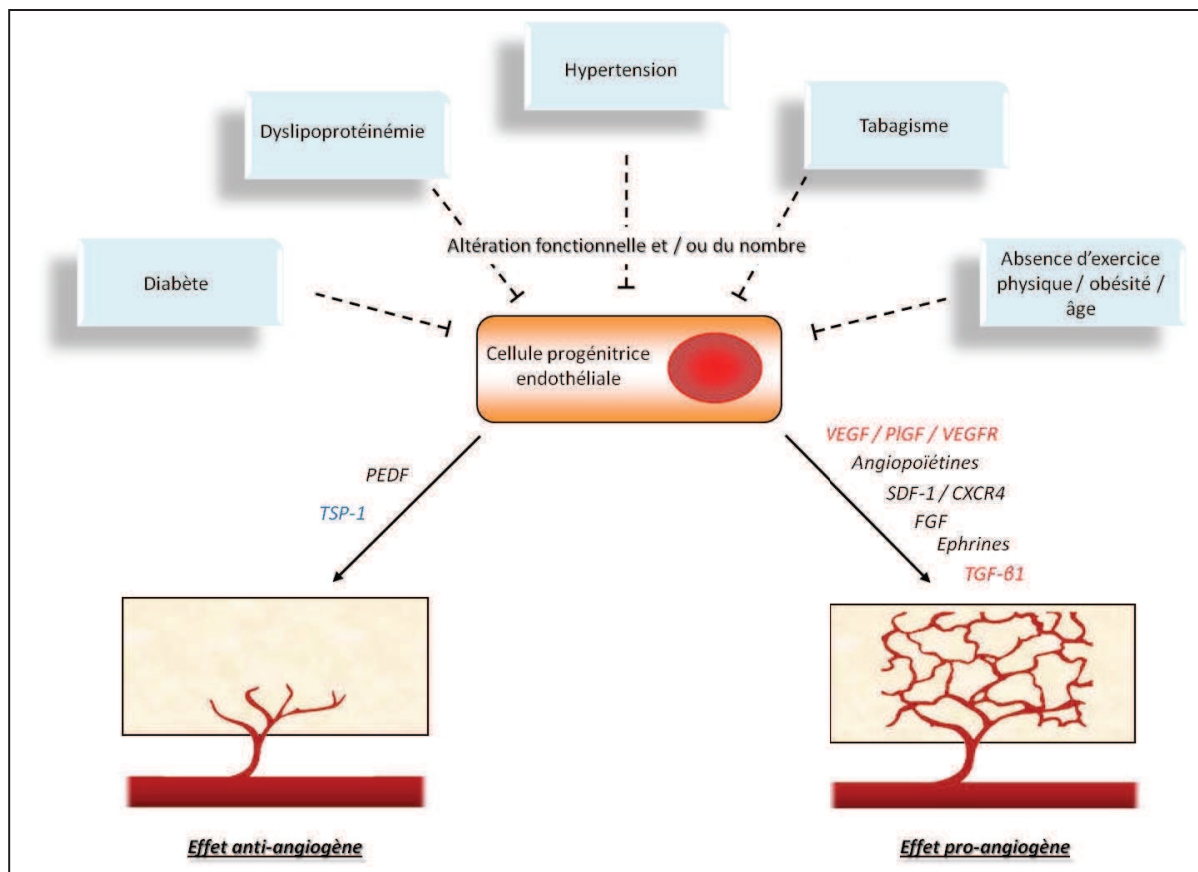 Hypertension
Dyslipoprotéinémie
Tabagisme
Altération fonctionnelle et / ou du nombre
Diabète
Absence d'exercice
physique / obésité /
âge
Cellule progénitrice
endothéliale
VEGF / PlGF / VEGFR
Angiopoïétines
SDF-1 / CXCR4
FGF
Ephrines
TGF-β1
PEDF
TSP-1
Effet anti-angiogène
Effet pro-angiogène